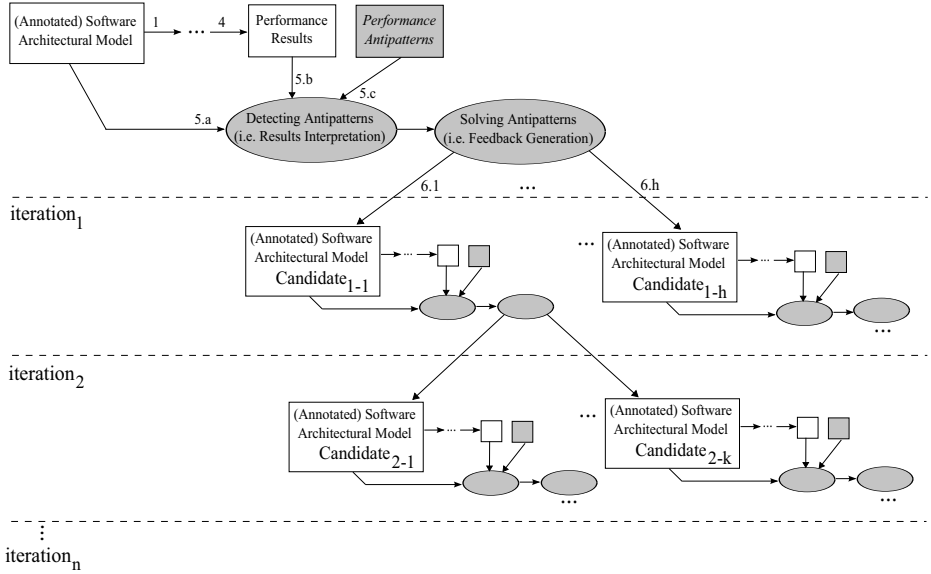 (Annotated) Software
Architectural Model
1
...
4
Performance
Results
Performance
Antipatterns
5.b
5.c
5.a
Detecting Antipatterns
(i.e. Results Interpretation)
Solving Antipatterns
(i.e. Feedback Generation)
6.1
...
6.h
iteration1
(Annotated) Software
Architectural Model
Candidate1-1
...
...
(Annotated) Software
Architectural Model
Candidate1-h
...
...
iteration2
(Annotated) Software
Architectural Model
Candidate2-1
...
...
...
(Annotated) Software
Architectural Model
Candidate2-k
...
...
...
iterationn